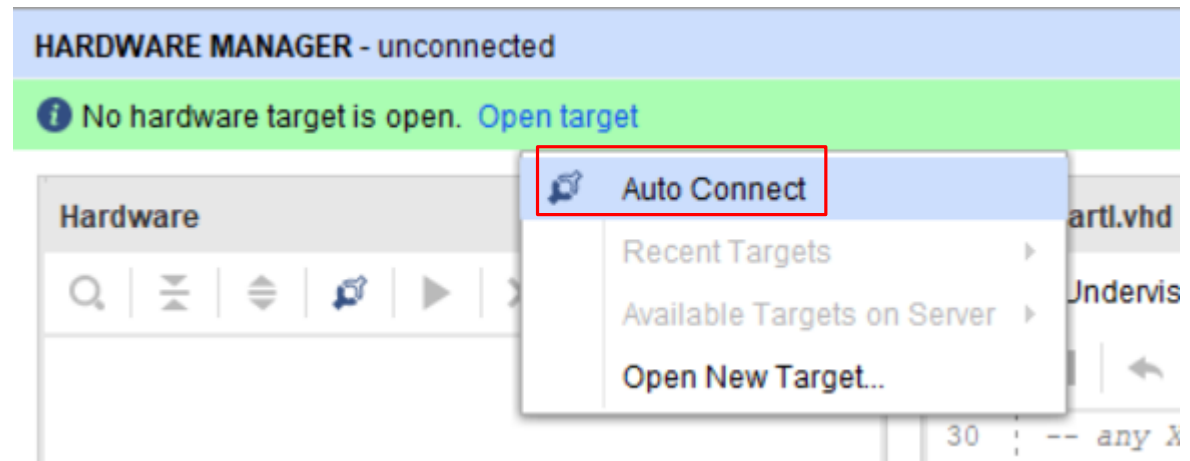 HARDWARE MANAGER - unconnected
No hardware target is open. Open target
Auto Connect
Hardware
artl.vhd
Recent Targets
Undervis
Available Targets on Server
Open New Target...
30 -- any X